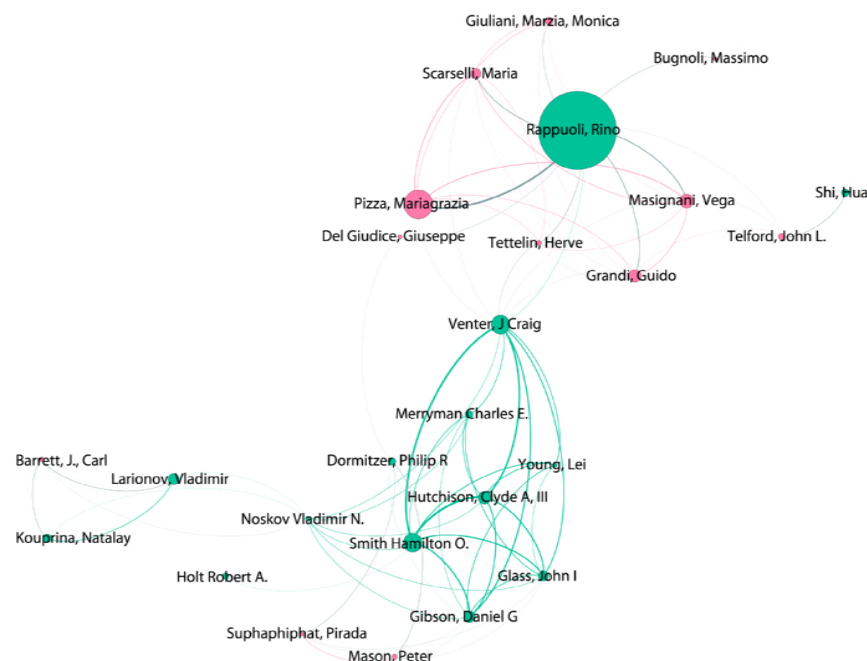 Giuliani, Marzia, Monica
Bugnoli, Massimo
Scarselli, Maria
Rappuoli, Rino
Shi, Hua
Pizza, Mariagrazia
Masignani, Vega
Del Giudice, Giuseppe
Tettelin, Herve
Telford, John L.
Grandi, Guido
Venter, J Craig
Merryman Charles E.
Barrett, J., Carl
Dormitzer, Philip R
Young, Lei
Larionov, Vladimir
Hutchison, Clyde A, III
Noskov Vladimir N.
Kouprina, Natalay
Smith Hamilton O.
Holt Robert A.
Glass, John I
Gibson, Daniel G
Suphaphiphat, Pirada
Mason, Peter